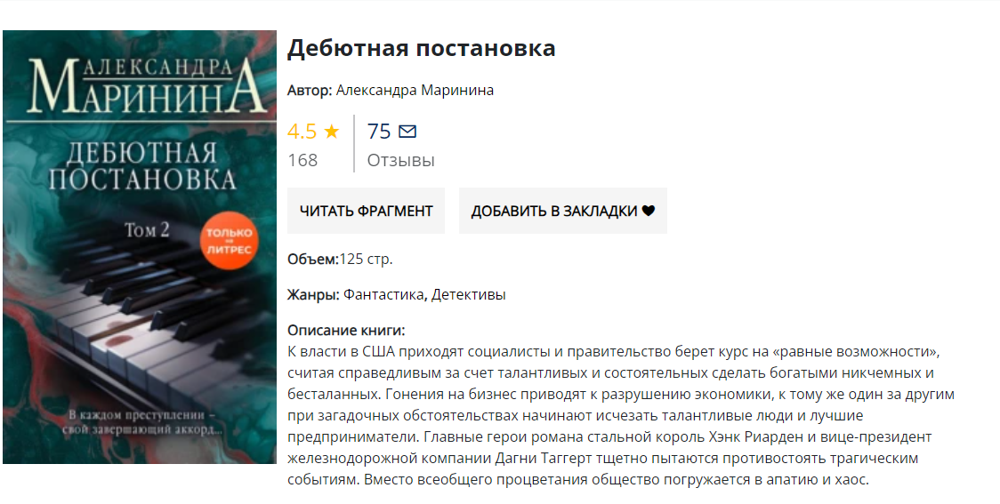 АЛЕКСАНДРА
МАРИНИНА
ДЕБЮТНАЯ
ПОСТАНОВКА
Том 2
ТОЛЬКО
на
ЛИТРЕС
В каждом преступлении –
свой завершающий аккорд...
Дебютная постановка
Автор: Александра Маринина
4.5 ★
75
168
Отзывы
ЧИТАТЬ ФРАГМЕНТ
ДОБАВИТЬ В ЗАКЛАДКИ ♥
Объем:125 стр.
Жанры: Фантастика, Детективы
Описание книги:
К власти в США приходят социалисты и правительство берет курс на «равные возможности»,
считая справедливым за счет талантливых и состоятельных сделать богатыми никчемных и
бесталанных. Гонения на бизнес приводят к разрушению экономики, к тому же один за другим
при загадочных обстоятельствах начинают исчезать талантливые люди и лучшие
предприниматели. Главные герои романа стальной король Хэнк Риарден и вице-президент
железнодорожной компании Дагни Таггерт тщетно пытаются противостоять трагическим
событиям. Вместо всеобщего процветания общество погружается в апатию и хаос.